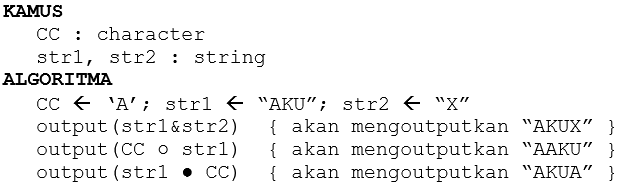 KAMUS
CC : character
str1, str2 : string
ALGORITMA
CC ← ‘A’; str1 ← “AKU”; str2 ← “X”
output(str1&str2) { akan mengoutputkan “AKUX” }
output(CC ○ str1) { akan mengoutputkan “AAKU” }
output(str1 ● CC) { akan mengoutputkan “AKUA” }